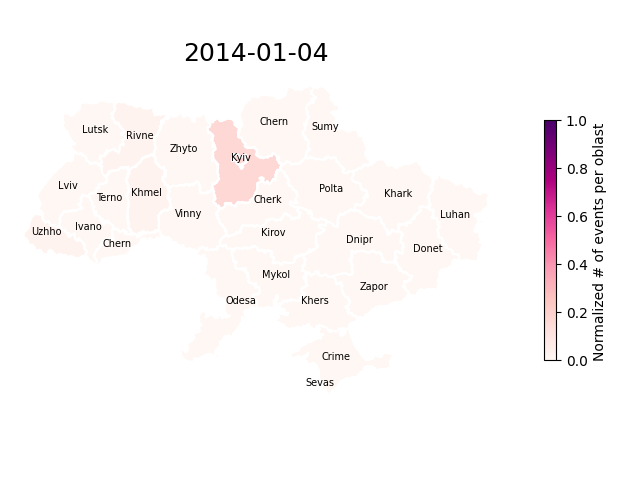 2014-01-04
Chern
Lutsk
Rivne
Sumy
Zhyto
Kyiv
Lviv
Terno
Khmel
Polta
Khark
Cherk
Vinny
Luhan
Uzhho
Ivano
Chern
Kirov
Dnipr
Donet
Mykol
Zapor
Odesa
Khers
Crime
Sevas
1.0
0.8
0.6
0.4
0.2
0.0
Normalized # of events per oblast